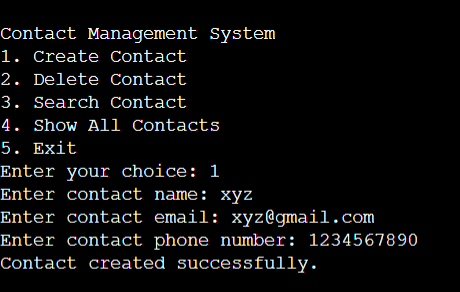 Contact Management System
1. Create Contact
2. Delete Contact
3. Search Contact
4. Show All Contacts
5. Exit
Enter your choice: 1
Enter contact name: xyz
Enter contact email: xyz@gmail.com
Enter contact phone number: 1234567890
Contact created successfully.